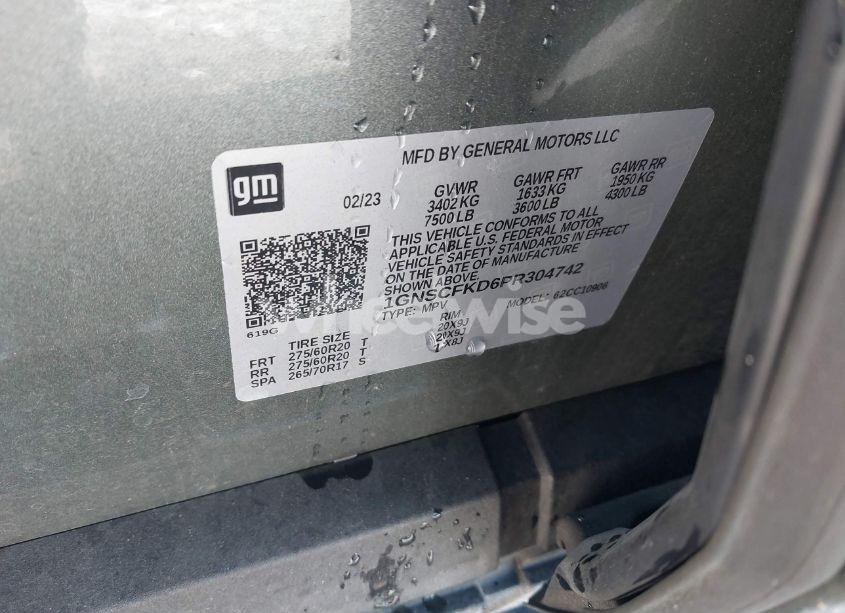 MFD BY GENERAL MOTORS LLC
gm
02/23
GVWR
3402 KG
7500 LB
GAWR FRT
1633 KG
3600 LB
GAWR RR
1950 KG
4300 LB
THIS VEHICLE CONFORMS TO ALL
APPLICABLE U.S. FEDERAL MOTOR
VEHICLE SAFETY STANDARDS IN EFFECT
ON THE DATE OF MANUFACTURE
SHOWN ABOVE.
1GNSCFKD6PR304742
TYPE: MPV
MODEL: 62CC10906
619G
TIRE SIZE
RIM
FRT 275/60R20 T 20X9J
RR 275/60R20 T 20X9J
SPA 265/70R17 S
wise